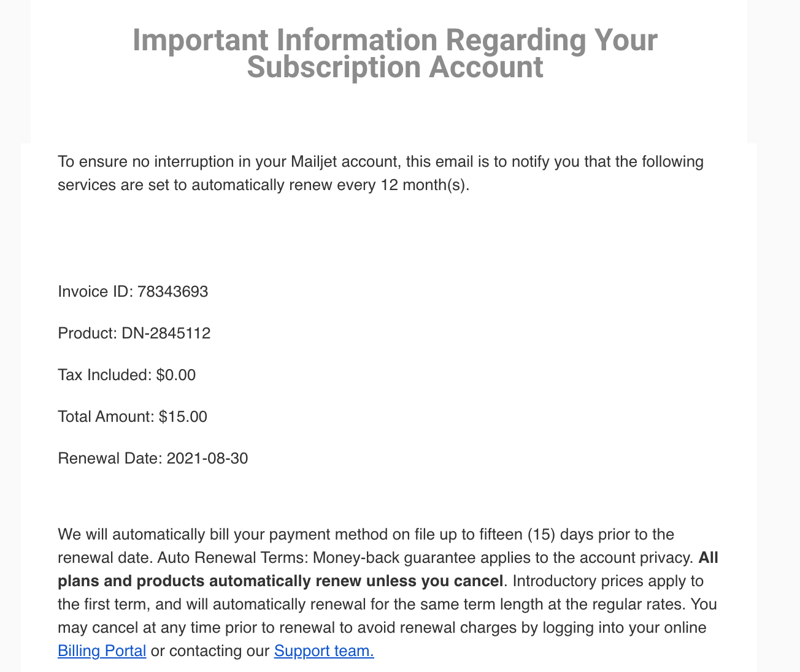 Important Information Regarding Your
Subscription Account
To ensure no interruption in your Mailjet account, this email is to notify you that the following
services are set to automatically renew every 12 month(s).
Invoice ID: 78343693
Product: DN-2845112
Tax Included: $0.00
Total Amount: $15.00
Renewal Date: 2021-08-30
We will automatically bill your payment method on file up to fifteen (15) days prior to the
renewal date. Auto Renewal Terms: Money-back guarantee applies to the account privacy. All
plans and products automatically renew unless you cancel. Introductory prices apply to
the first term, and will automatically renewal for the same term length at the regular rates. You
may cancel at any time prior to renewal to avoid renewal charges by logging into your online
Billing Portal or contacting our Support team.